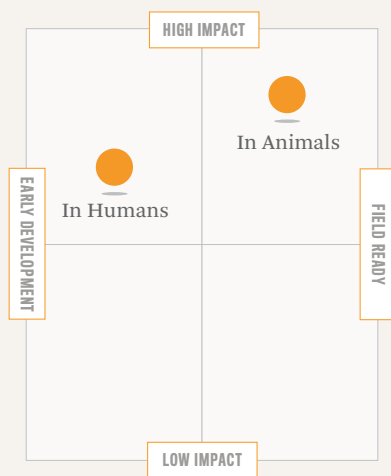 HIGH IMPACT
In Animals
In Humans
EARLY DEVELOPMENT
FIELD READY
LOW IMPACT